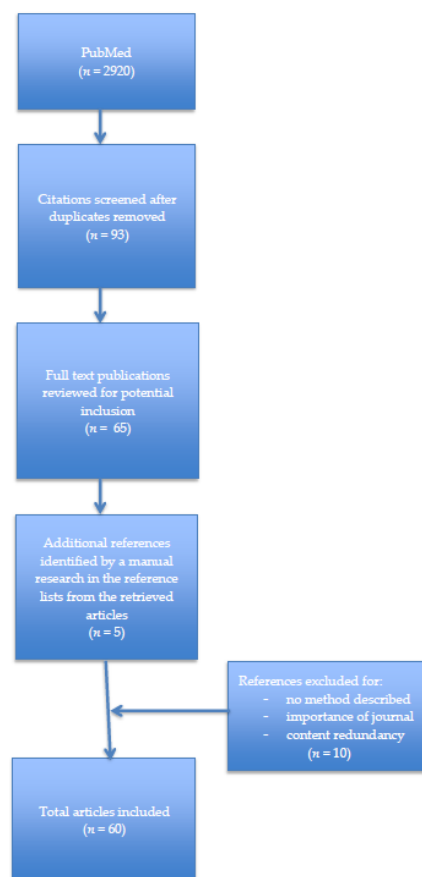 PubMed
(n = 2920)
Citations screened after
duplicates removed
(n = 93)
Full text publications
reviewed for potential
inclusion
(n = 65)
Additional references
identified by a manual
research in the reference
lists from the retrieved
articles
(n = 5)
References excluded for:
- no method described
- importance of journal
- content redundancy
(n = 10)
Total articles included
(n = 60)